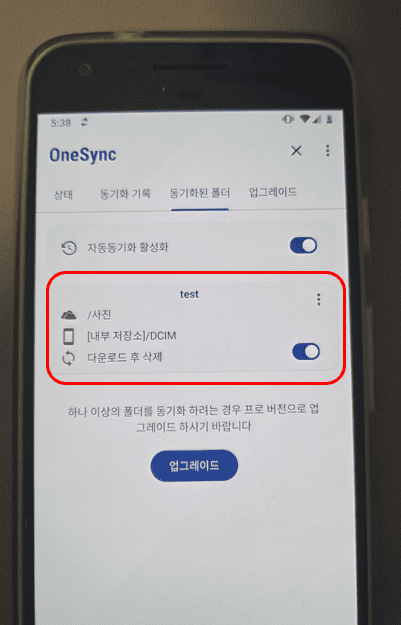 5:38
OneSync
상태 동기화 기록 동기화된 폴더 업그레이드
자동동기화 활성화
test
/사진
[내부 저장소]/DCIM
다운로드 후 삭제
하나 이상의 폴더를 동기화 하려는 경우 프로 버전으로 업
그레이드 하시기 바랍니다
업그레이드